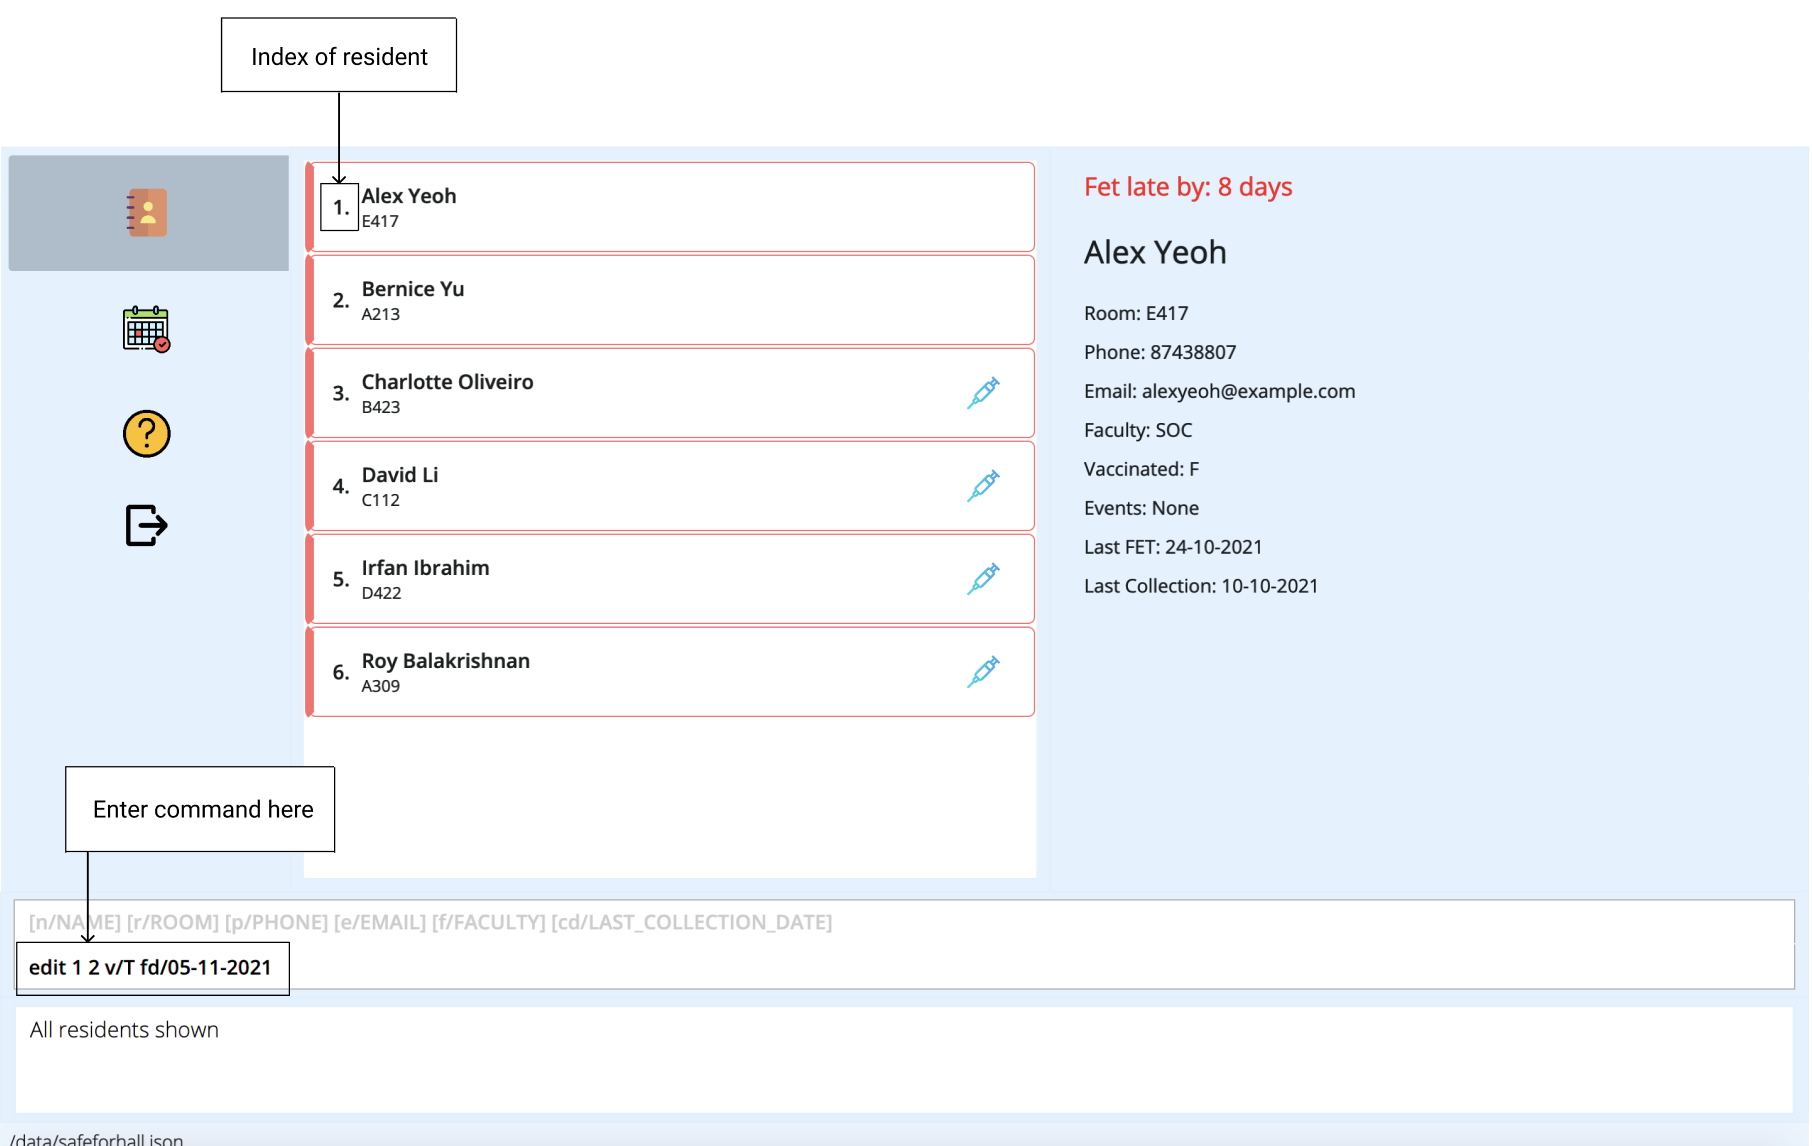 Index of resident
1.
Alex Yeoh
E417
2.
Bernice Yu
A213
3.
Charlotte Oliveiro
B423
4.
David Li
C112
5.
Irfan Ibrahim
D422
6.
Roy Balakrishnan
A309
Fet late by: 8 days
Alex Yeoh
Room: E417
Phone: 87438807
Email: alexyeoh@example.com
Faculty: SOC
Vaccinated: F
Events: None
Last FET: 24-10-2021
Last Collection: 10-10-2021
Enter command here
[n/NAME] [r/ROOM] [p/PHONE] [e/EMAIL] [f/FACULTY] [cd/LAST_COLLECTION_DATE]
edit 1 2 v/T fd/05-11-2021
All residents shown
/data/safeforhall.json